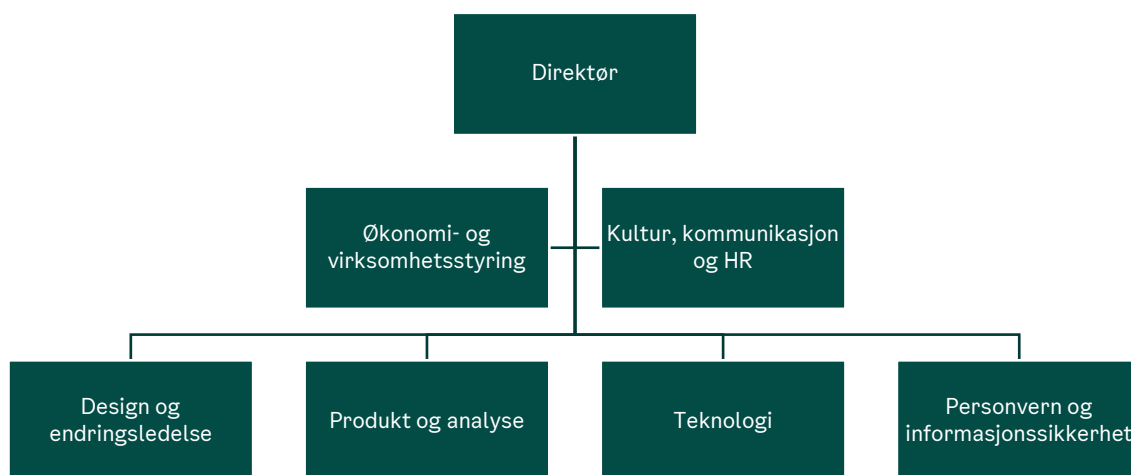 Direktør
Økonomi- og
virksomhetsstyring
Kultur, kommunikasjon
og HR
Design og
endringsledelse
Produkt og analyse
Teknologi
Personvern og
informasjonssikkerhet